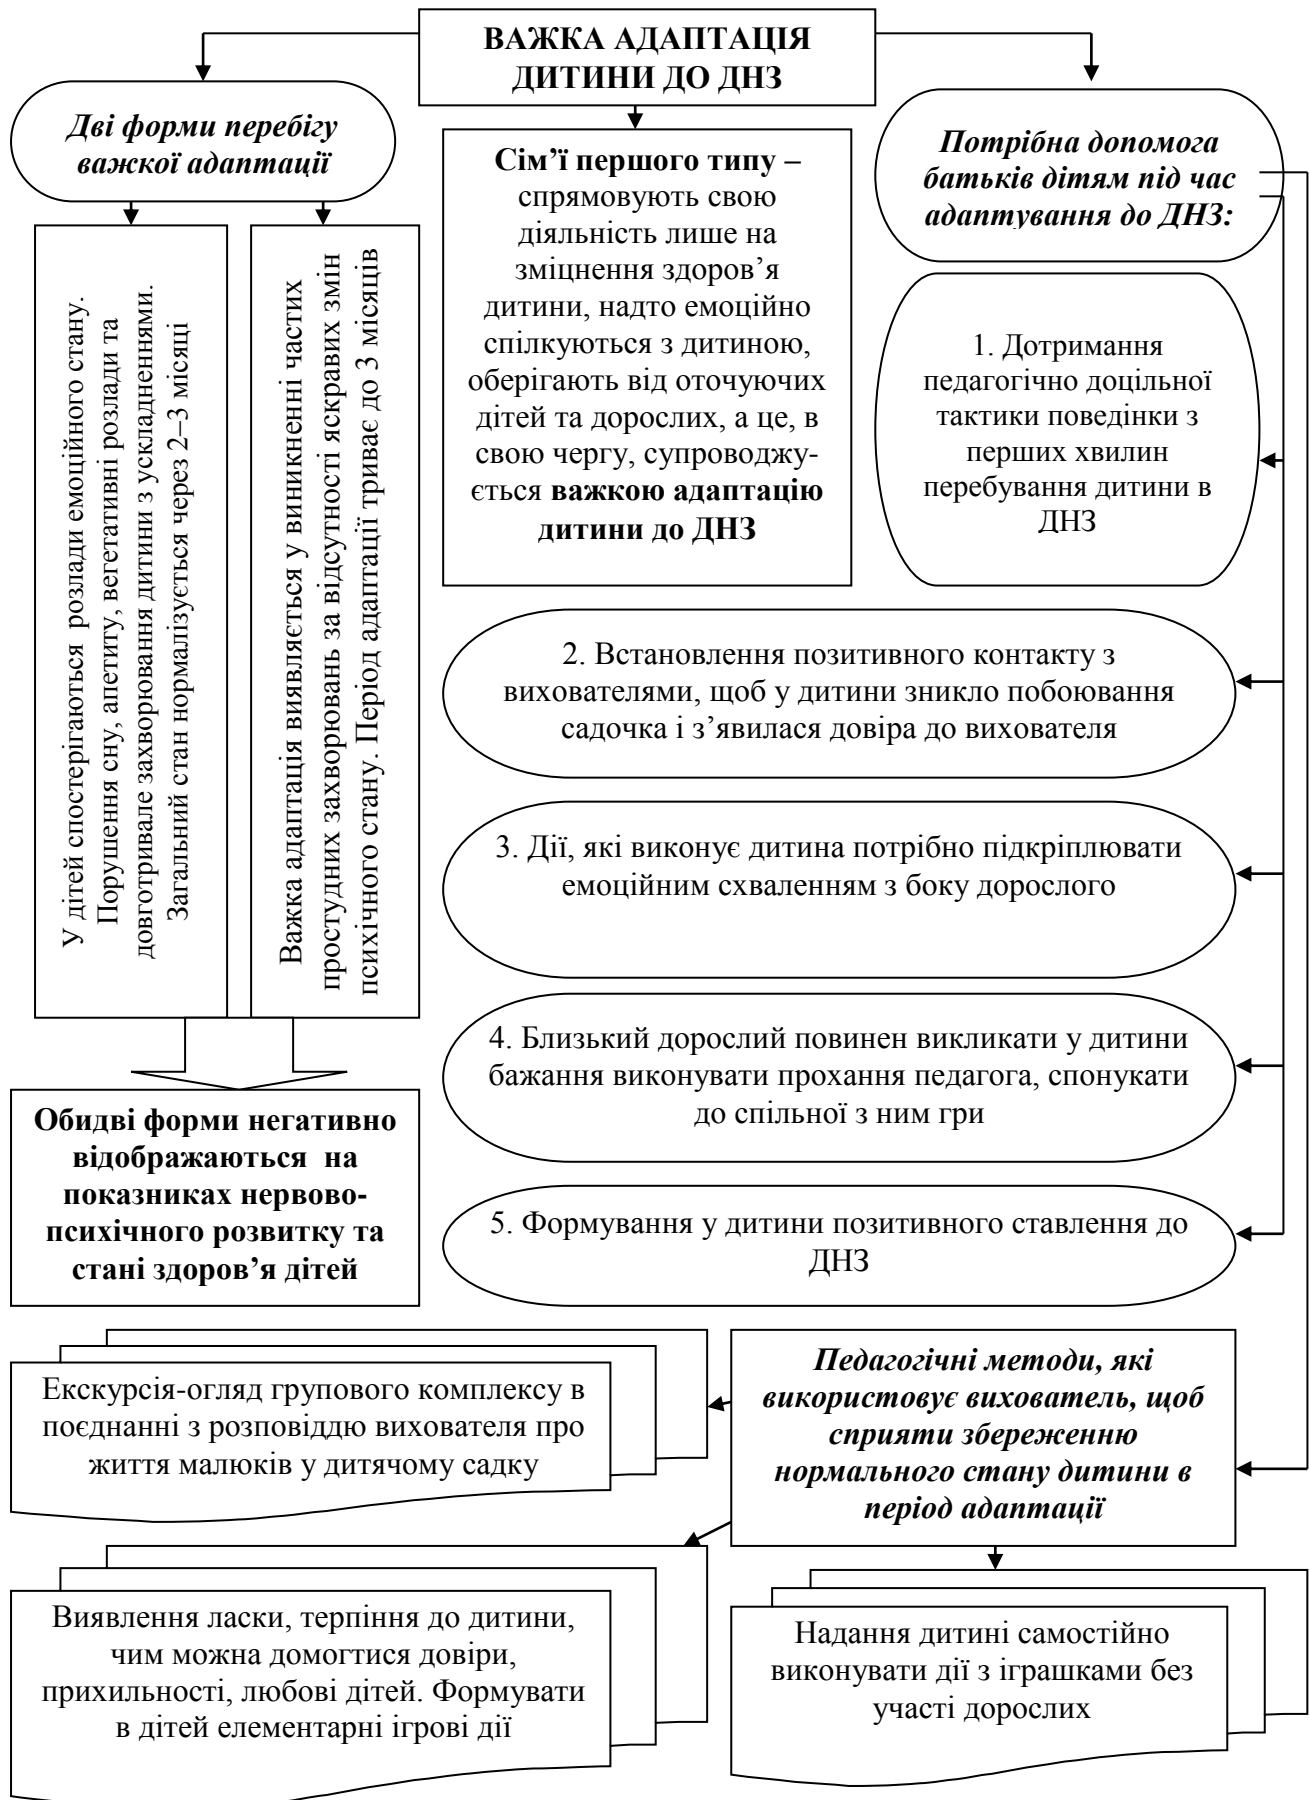 ВАЖКА АДАПТАЦІЯ
ДИТИНИ ДО ДНЗ
Дві форми перебігу
важкої адаптації
У дітей спостерігаються розлади емоційного стану.
Порушення сну, апетиту, вегетативні розлади та
довготривале захворювання дитини з ускладненнями.
Загальний стан нормалізується через 2–3 місяці
Важка адаптація виявляється у виникненні частих
простудних захворювань за відсутності яскравих змін
психічного стану. Період адаптації триває до 3 місяців
Обидві форми негативно
відображаються на
показниках нервово-
психічного розвитку та
стані здоров’я дітей
Сім’ї першого типу –
спрямовують свою
діяльність лише на
зміцнення здоров’я
дитини, надто емоційно
спілкуються з дитиною,
оберігають від оточуючих
дітей та дорослих, а це, в
свою чергу, супроводжу-
ється важкою адаптацію
дитини до ДНЗ
Потрібна допомога
батьків дітям під час
адаптування до ДНЗ:
1. Дотримання
педагогічно доцільної
тактики поведінки з
перших хвилин
перебування дитини в
ДНЗ
2. Встановлення позитивного контакту з
вихователями, щоб у дитини зникло побоювання
садочка і з’явилася довіра до вихователя
3. Дії, які виконує дитина потрібно підкріплювати
емоційним схваленням з боку дорослого
4. Близький дорослий повинен викликати у дитини
бажання виконувати прохання педагога, спонукати
до спільної з ним гри
5. Формування у дитини позитивного ставлення до
ДНЗ
Педагогічні методи, які
використовує вихователь, щоб
сприяти збереженню
нормального стану дитини в
період адаптації
Екскурсія-огляд групового комплексу в
поєднанні з розповіддю вихователя про
життя малюків у дитячому садку
Виявлення ласки, терпіння до дитини,
чим можна домогтися довіри,
прихильності, любові дітей. Формувати
в дітей елементарні ігрові дії
Надання дитині самостійно
виконувати дії з іграшками без
участі дорослих